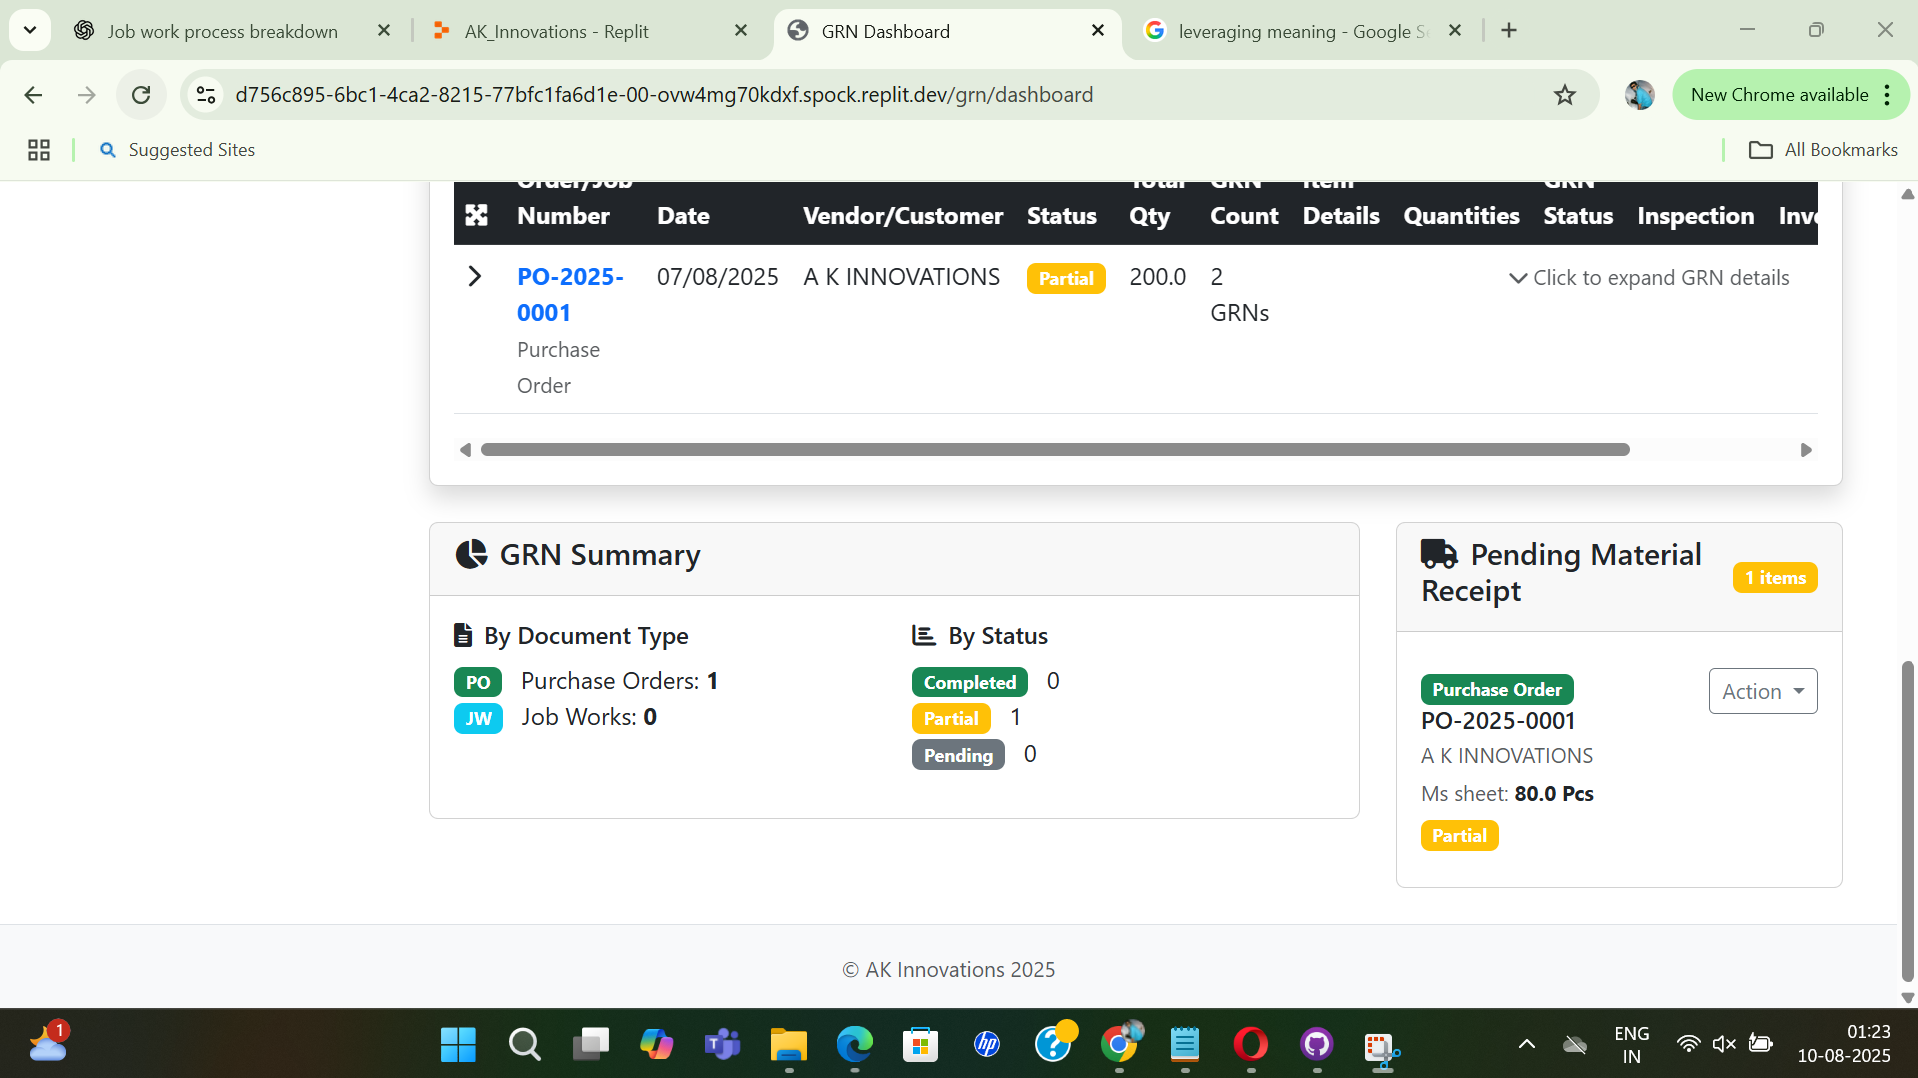 Job work process breakdown
AK_Innovations - Replit
GRN Dashboard
leveraging meaning - Google Se
d756c895-6bc1-4ca2-8215-77bfc1fa6d1e-00-ovw4mg70kdxf.spock.replit.dev/grn/dashboard
New Chrome available
Suggested Sites
All Bookmarks
Order/Job Number
Date
Vendor/Customer
Status
Total Qty
GRN Count
Item Details
Quantities
GRN Status
Inspection
Inv
PO-2025-0001
Purchase Order
07/08/2025
A K INNOVATIONS
Partial
200.0
2 GRNs
Click to expand GRN details
GRN Summary
By Document Type
PO Purchase Orders: 1
JW Job Works: 0
By Status
Completed 0
Partial 1
Pending 0
Pending Material Receipt
1 items
Purchase Order
Action
PO-2025-0001
A K INNOVATIONS
Ms sheet: 80.0 Pcs
Partial
© AK Innovations 2025
1
hp
ENG
IN
01:23
10-08-2025